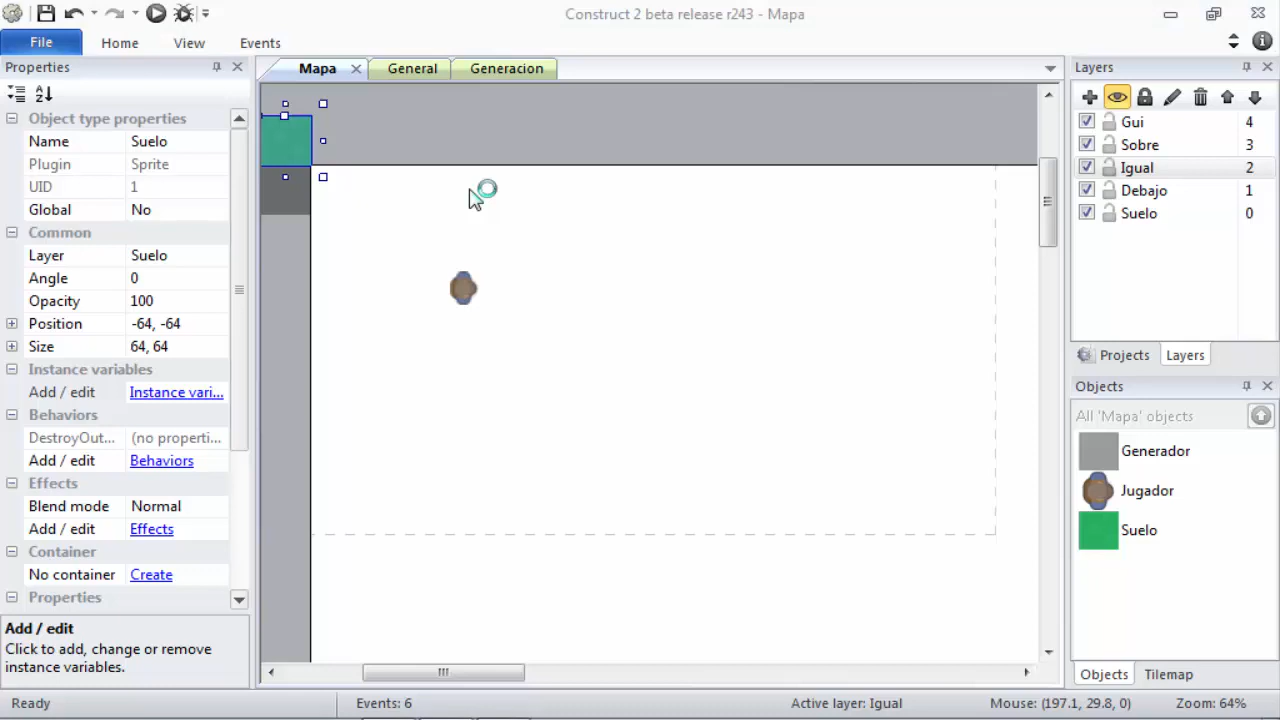 Construct 2 beta release r243 - Mapa
File Home View Events
Properties
Mapa General Generacion
Layers
Object type properties
Name Suelo
Plugin Sprite
UID 1
Global No
Common
Layer Suelo
Angle 0
Opacity 100
Position -64, -64
Size 64, 64
Instance variables
Add / edit Instance vari...
Behaviors
DestroyOut... (no properti...
Add / edit Behaviors
Effects
Blend mode Normal
Add / edit Effects
Container
No container Create
Properties
Add / edit
Click to add, change or remove
instance variables.
Gui 4
Sobre 3
Igual 2
Debajo 1
Suelo 0
Projects Layers
Objects
All 'Mapa' objects
Generador
Jugador
Suelo
Objects Tilemap
Ready Events: 6 Active layer: Igual Mouse: (197.1, 29.8, 0) Zoom: 64%